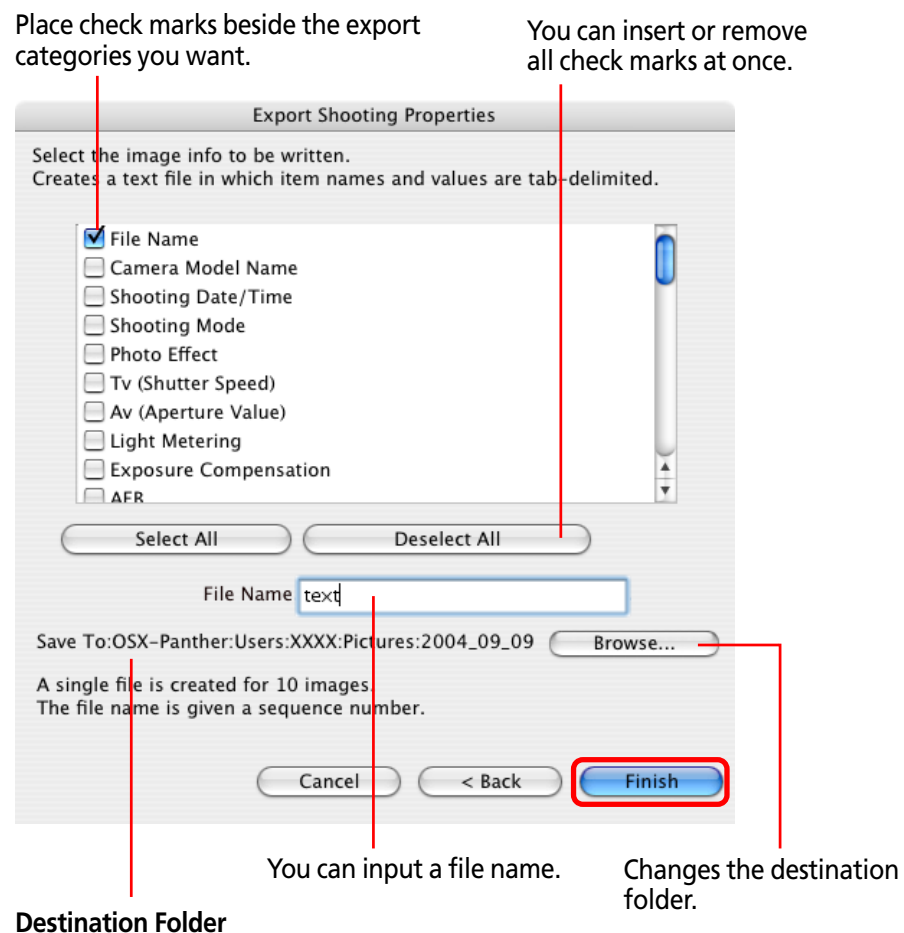 Place check marks beside the export
categories you want.
You can insert or remove
all check marks at once.
Export Shooting Properties
Select the image info to be written.
Creates a text file in which item names and values are tab-delimited.
File Name
Camera Model Name
Shooting Date/Time
Shooting Mode
Photo Effect
Tv (Shutter Speed)
Av (Aperture Value)
Light Metering
Exposure Compensation
AEB
Select All
Deselect All
File Name text
Save To:OSX-Panther:Users:XXXX:Pictures:2004_09_09
Browse...
A single file is created for 10 images.
The file name is given a sequence number.
Cancel
< Back
Finish
You can input a file name.
Changes the destination
folder.
Destination Folder